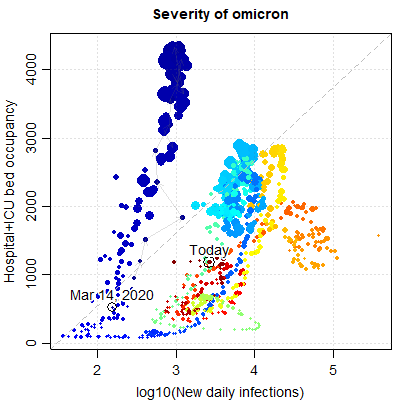 Severity of omicron
Hospital+ICU bed occupancy
4000
3000
2000
1000
0
Today
Mar 14, 2020
2
3
4
5
log10(New daily infections)